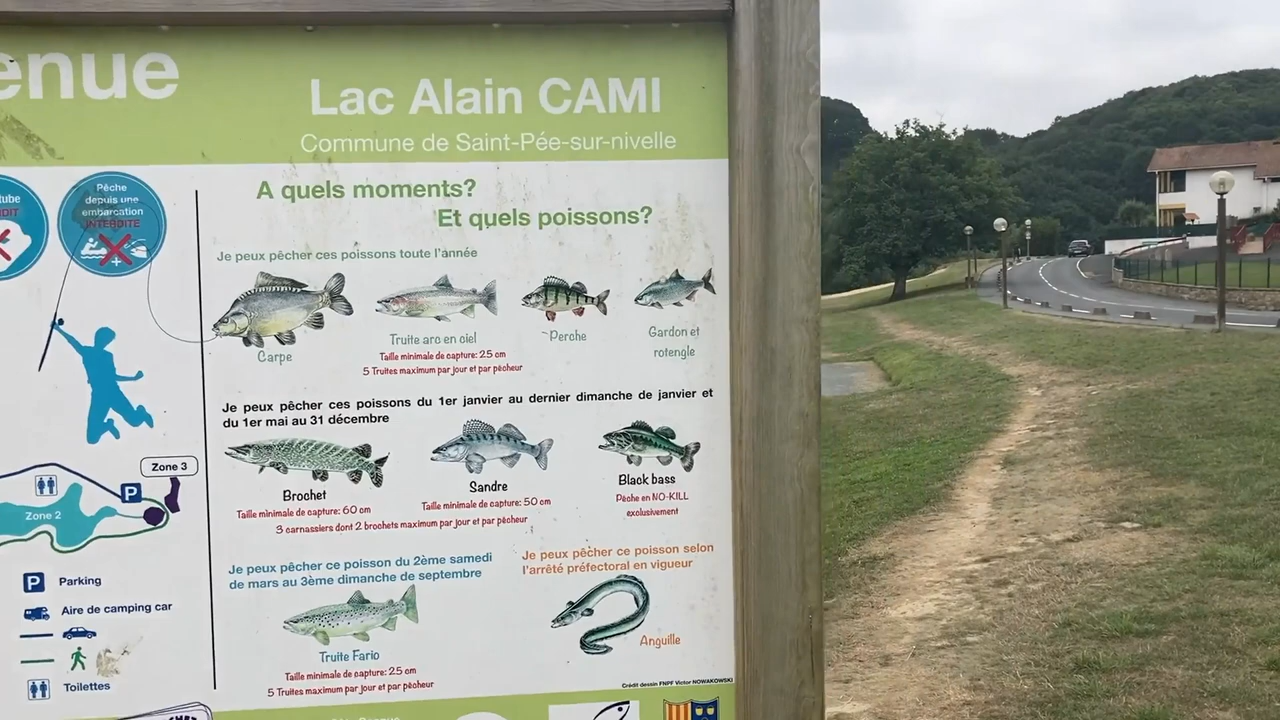 enue
Lac Alain CAMI
Commune de Saint-Pée-sur-nivelle
tube
DIT
Pêche
depuis une
embarcation
INTERDITE
A quels moments?
Et quels poissons?
Je peux pêcher ces poissons toute l'année
Carpe
Truite arc en ciel
Taille minimale de capture: 25 cm
5 Truites maximum par jour et par pêcheur
Perche
Gardon et
rotengle
Je peux pêcher ces poissons du 1er janvier au dernier dimanche de janvier et
du 1er mai au 31 décembre
Brochet
Taille minimale de capture: 60 cm
Sandre
Taille minimale de capture: 50 cm
3 carnassiers dont 2 brochets maximum par jour et par pêcheur
Black bass
Pêche en NO-KILL
exclusivement
Zone 3
P
Zone 2
Je peux pêcher ce poisson du 2ème samedi
de mars au 3ème dimanche de septembre
Truite Fario
Taille minimale de capture: 25 cm
5 Truites maximum par jour et par pêcheur
Je peux pêcher ce poisson selon
l'arrêté préfectoral en vigueur
Anguille
P Parking
Aire de camping car
Toilettes
Crédit dessin FNPF Victor NOWAKOWSKI